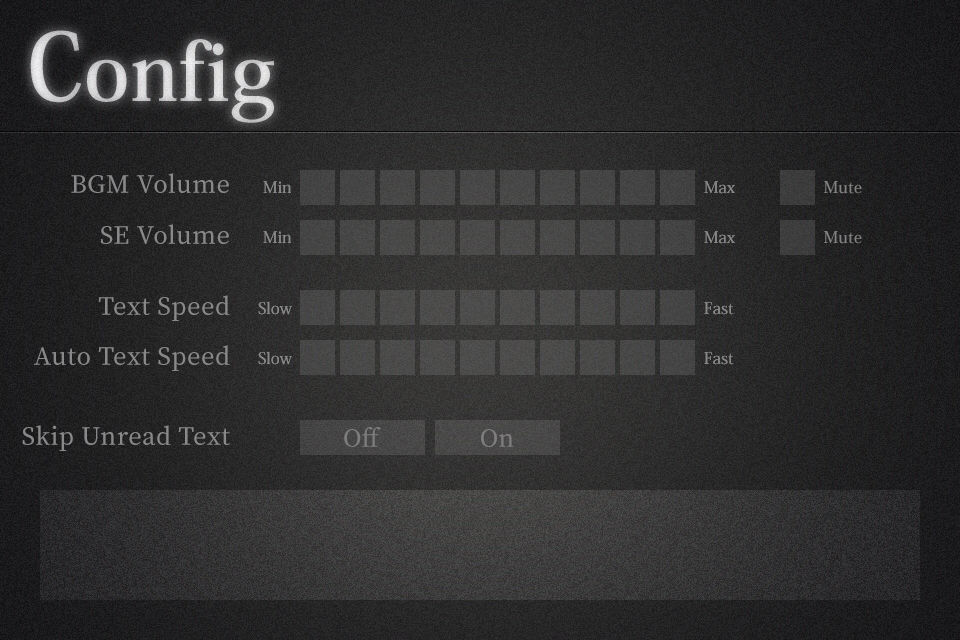 Config
BGM Volume Min Max Mute
SE Volume Min Max Mute
Text Speed Slow Fast
Auto Text Speed Slow Fast
Skip Unread Text Off On